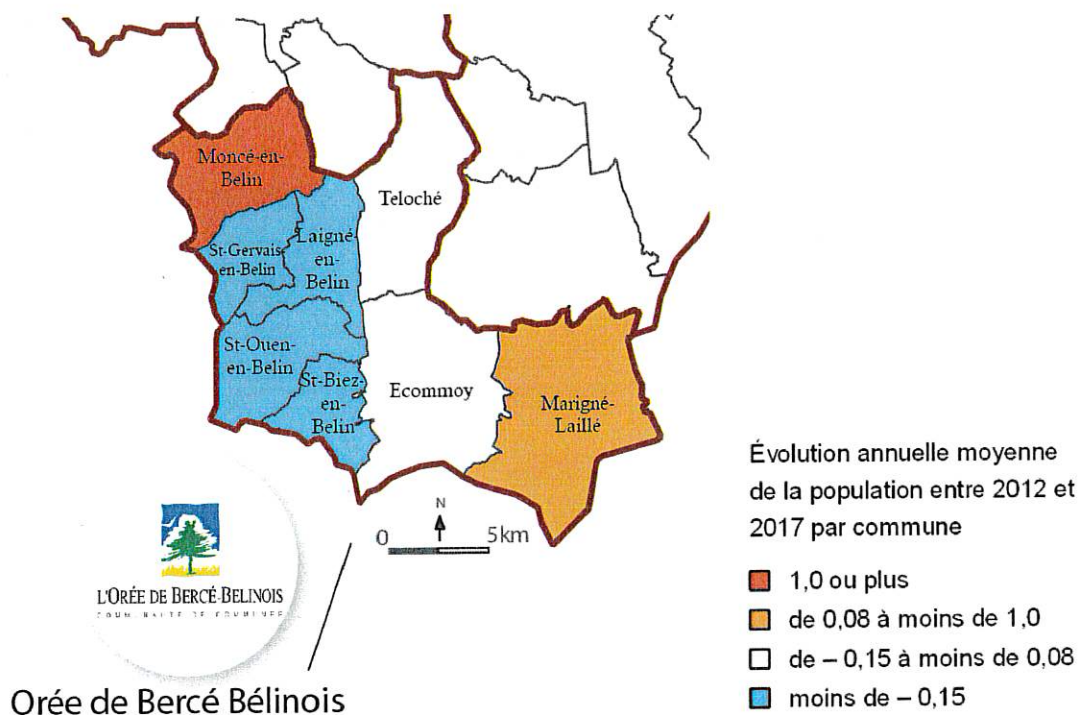 Moncé-en-
Belin
Teloché
St-Gervais-
en-Belin
Laigné-
en-
Belin
St-Ouen-
en-Belin
St-Biez-
en-
Belin
Ecommoy
Marigné-
Laillé
N
0 5km
L'ORÉE DE BERCÉ-BELINOIS
COMMUNAUTÉ DE COMMUNES
Orée de Bercé Bélinois
Évolution annuelle moyenne
de la population entre 2012 et
2017 par commune
1,0 ou plus
de 0,08 à moins de 1,0
de – 0,15 à moins de 0,08
moins de – 0,15